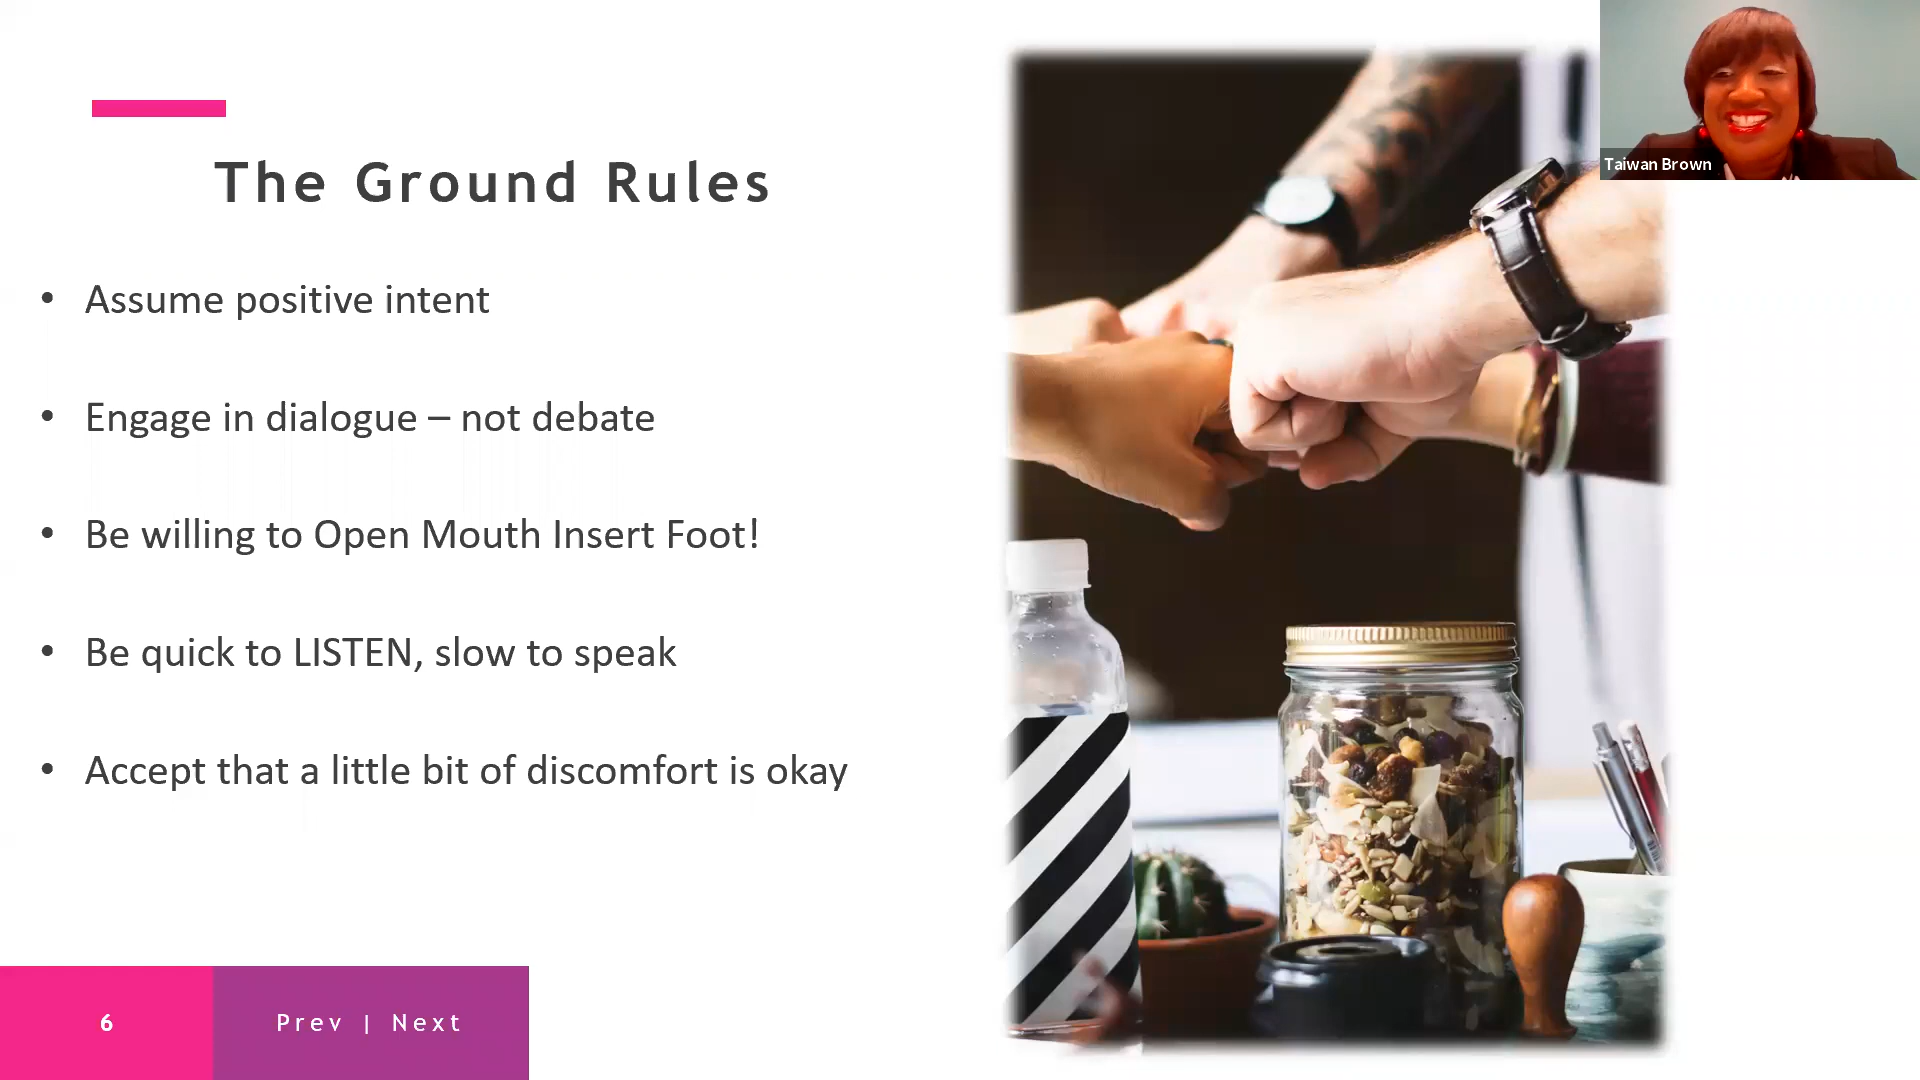 Taiwan Brown
The Ground Rules
• Assume positive intent
• Engage in dialogue – not debate
• Be willing to Open Mouth Insert Foot!
• Be quick to LISTEN, slow to speak
• Accept that a little bit of discomfort is okay
6
Prev | Next